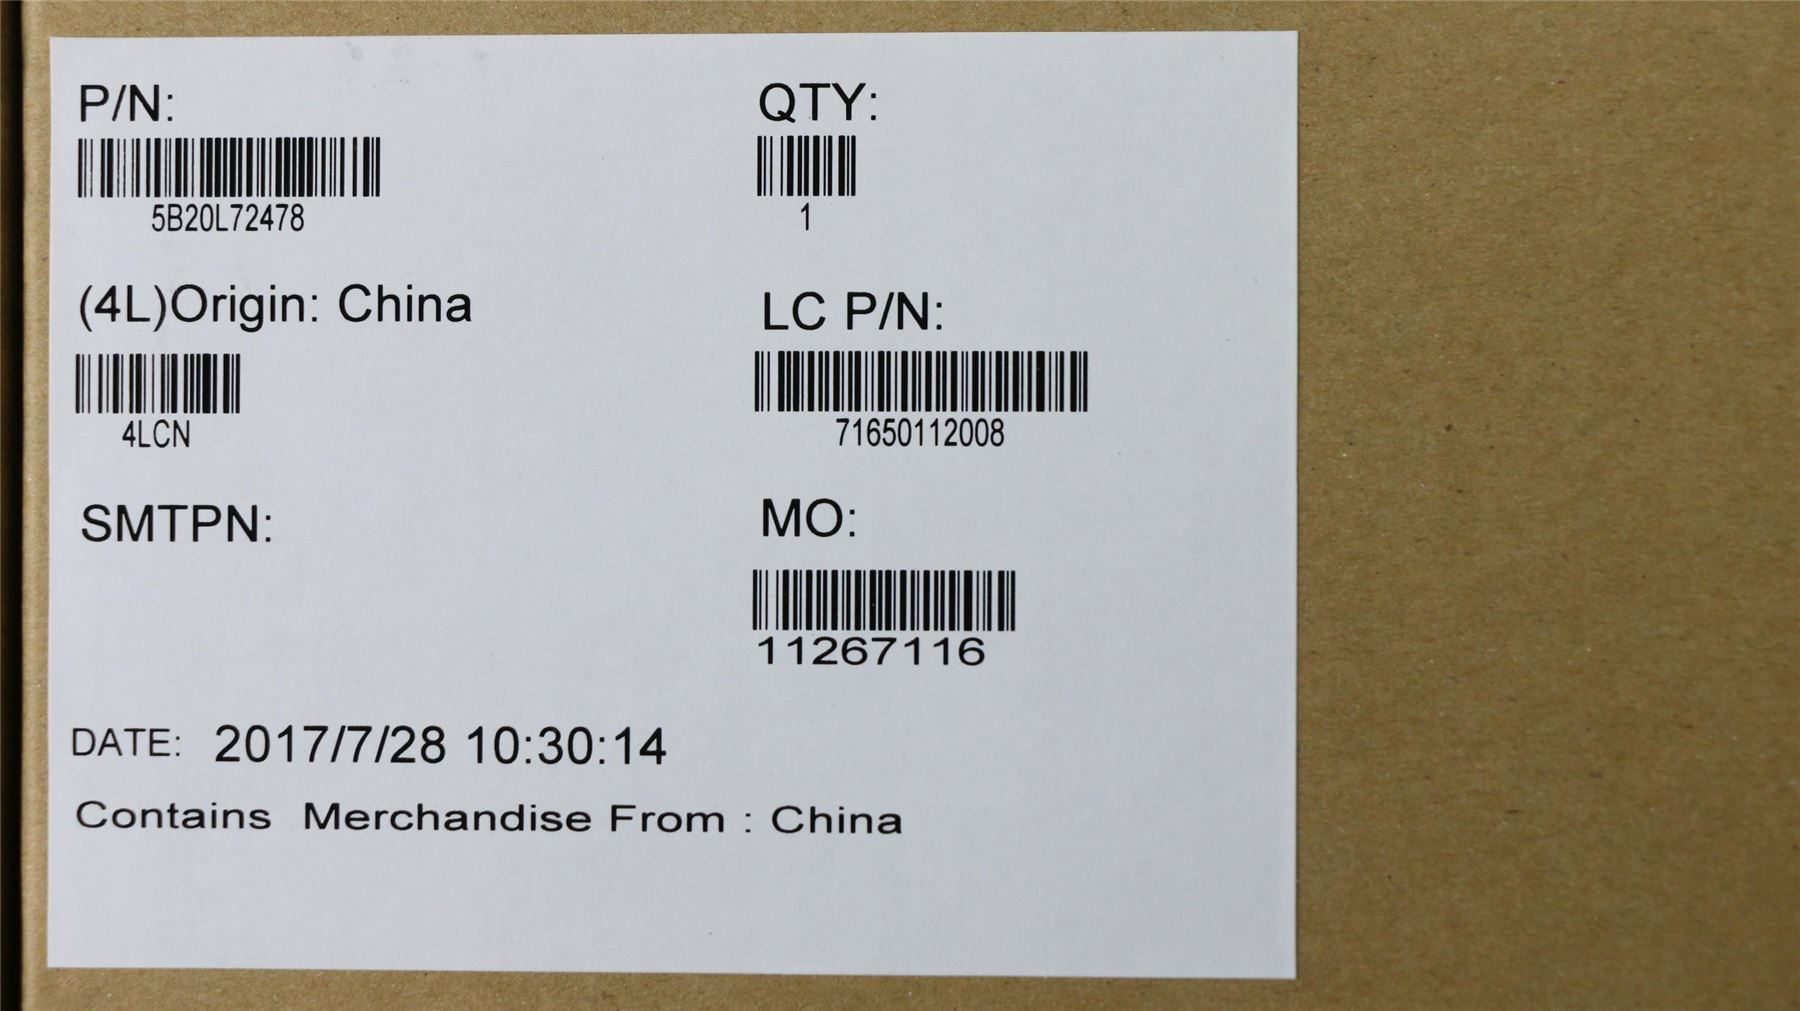 P/N:
5B20L72478
QTY:
1
(4L)Origin: China
4LCN
LC P/N:
71650112008
SMTPN:
MO:
11267116
DATE: 2017/7/28 10:30:14
Contains Merchandise From : China